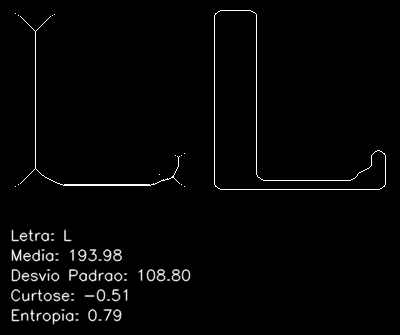 L L
Letra: L
Media: 193.98
Desvio Padrao: 108.80
Curtose: -0.51
Entropia: 0.79